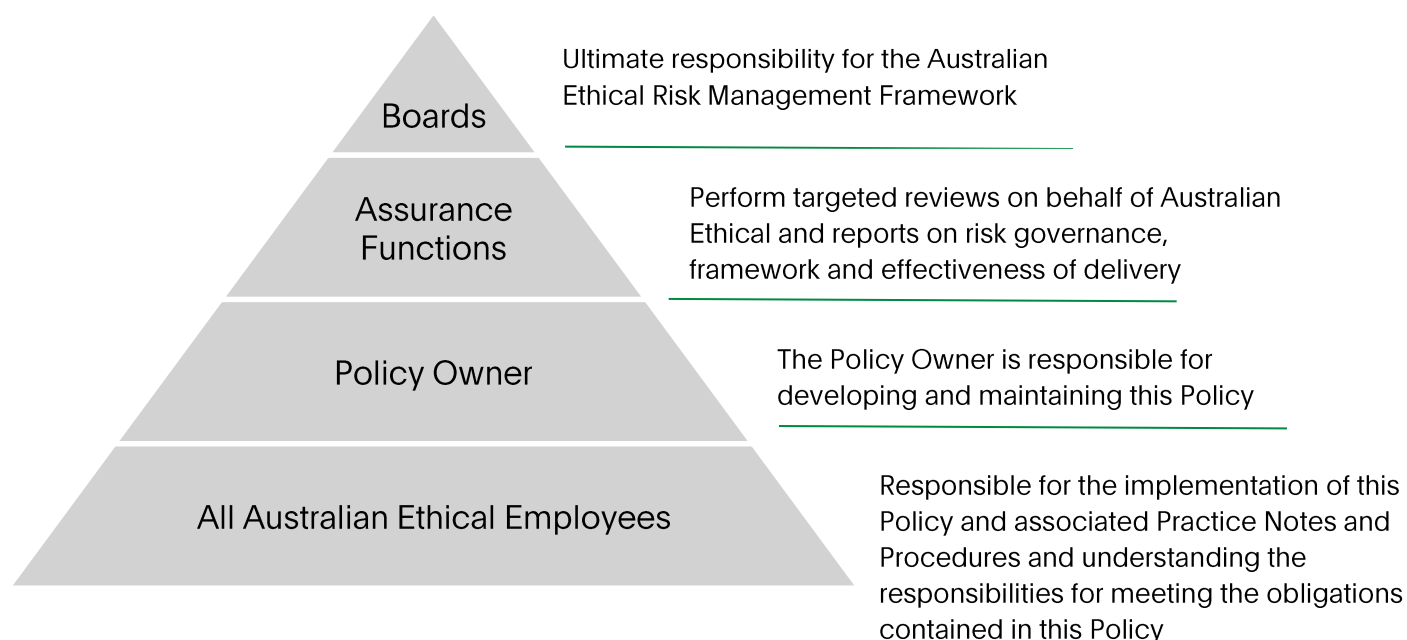 Boards
Ultimate responsibility for the Australian
Ethical Risk Management Framework
Assurance
Functions
Perform targeted reviews on behalf of Australian
Ethical and reports on risk governance,
framework and effectiveness of delivery
Policy Owner
The Policy Owner is responsible for
developing and maintaining this Policy
All Australian Ethical Employees
Responsible for the implementation of this
Policy and associated Practice Notes and
Procedures and understanding the
responsibilities for meeting the obligations
contained in this Policy